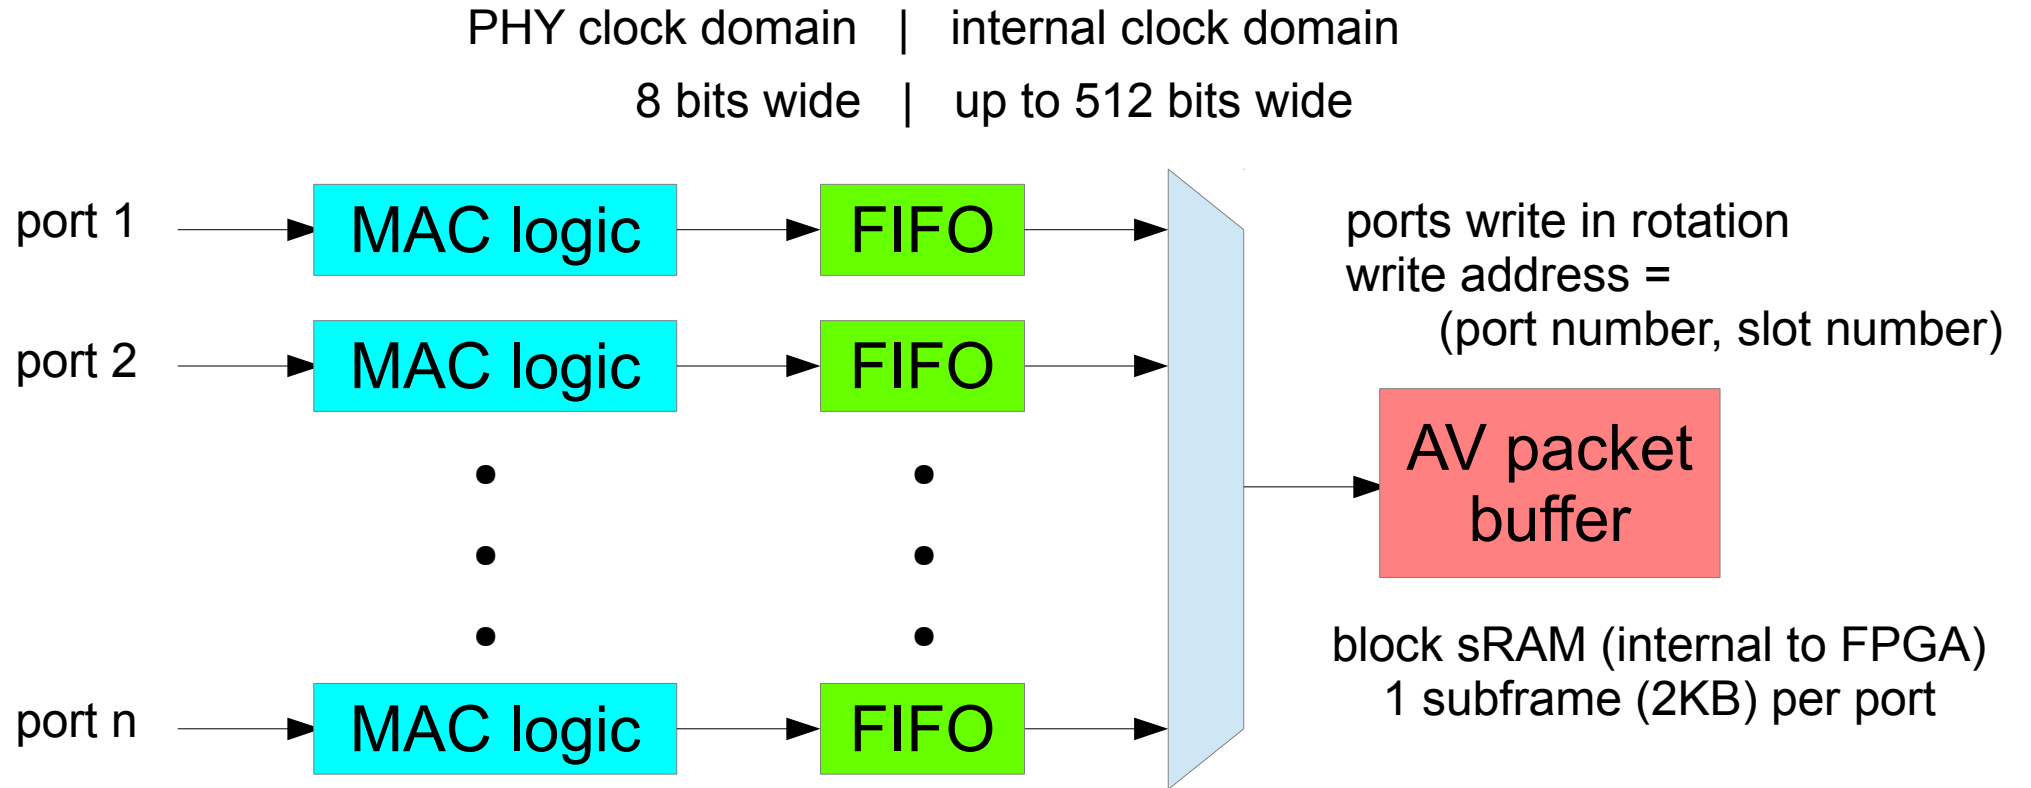 PHY clock domain | internal clock domain
8 bits wide | up to 512 bits wide
port 1
MAC logic
FIFO
ports write in rotation
write address =
(port number, slot number)
port 2
MAC logic
FIFO
AV packet
buffer
block sRAM (internal to FPGA)
1 subframe (2KB) per port
port n
MAC logic
FIFO